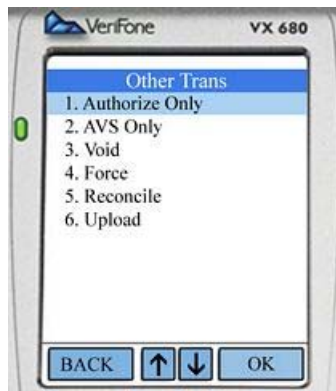 VeriFone VX 680
Other Trans
1. Authorize Only
2. AVS Only
3. Void
4. Force
5. Reconcile
6. Upload
BACK ↑ ↓ OK